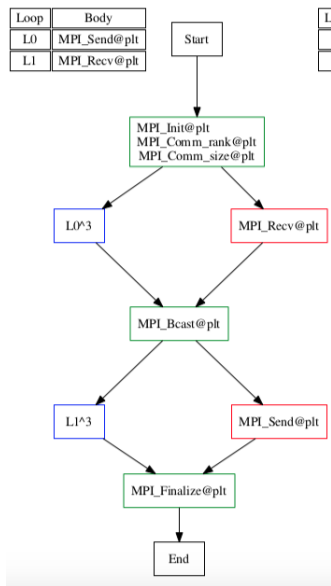 Loop Body
L0 MPI_Send@plt
L1 MPI_Recv@plt
Start
MPI_Init@plt
MPI_Comm_rank@plt
MPI_Comm_size@plt
L0^3
MPI_Recv@plt
MPI_Bcast@plt
L1^3
MPI_Send@plt
MPI_Finalize@plt
End